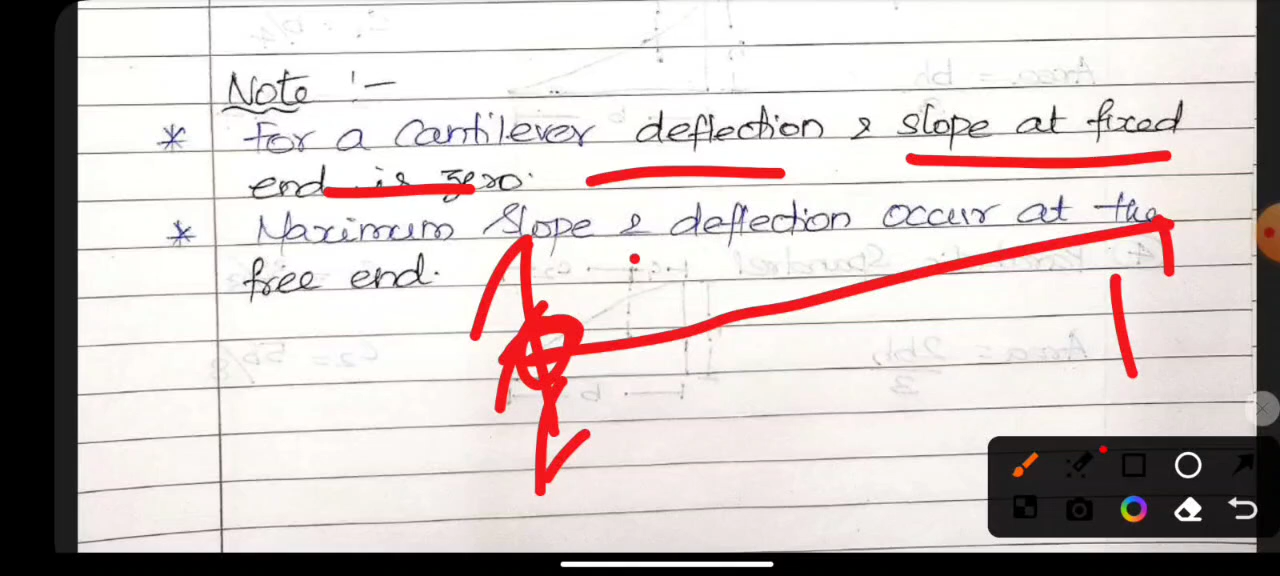 Note :-
* For a cantilever deflection & slope at fixed
end is zero.
* Maximum slope & deflection occur at the
free end.